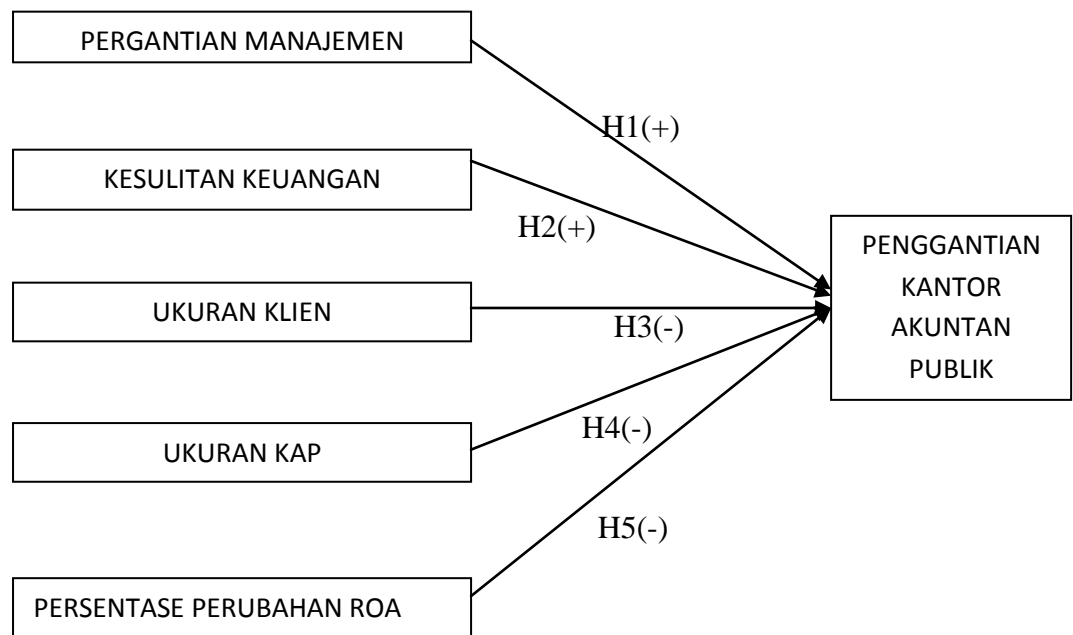 PERGANTIAN MANAJEMEN
H1(+)
KESULITAN KEUANGAN
H2(+)
UKURAN KLIEN
H3(-)
UKURAN KAP
H4(-)
PERSENTASE PERUBAHAN ROA
H5(-)
PENGGANTIAN
KANTOR
AKUNTAN
PUBLIK